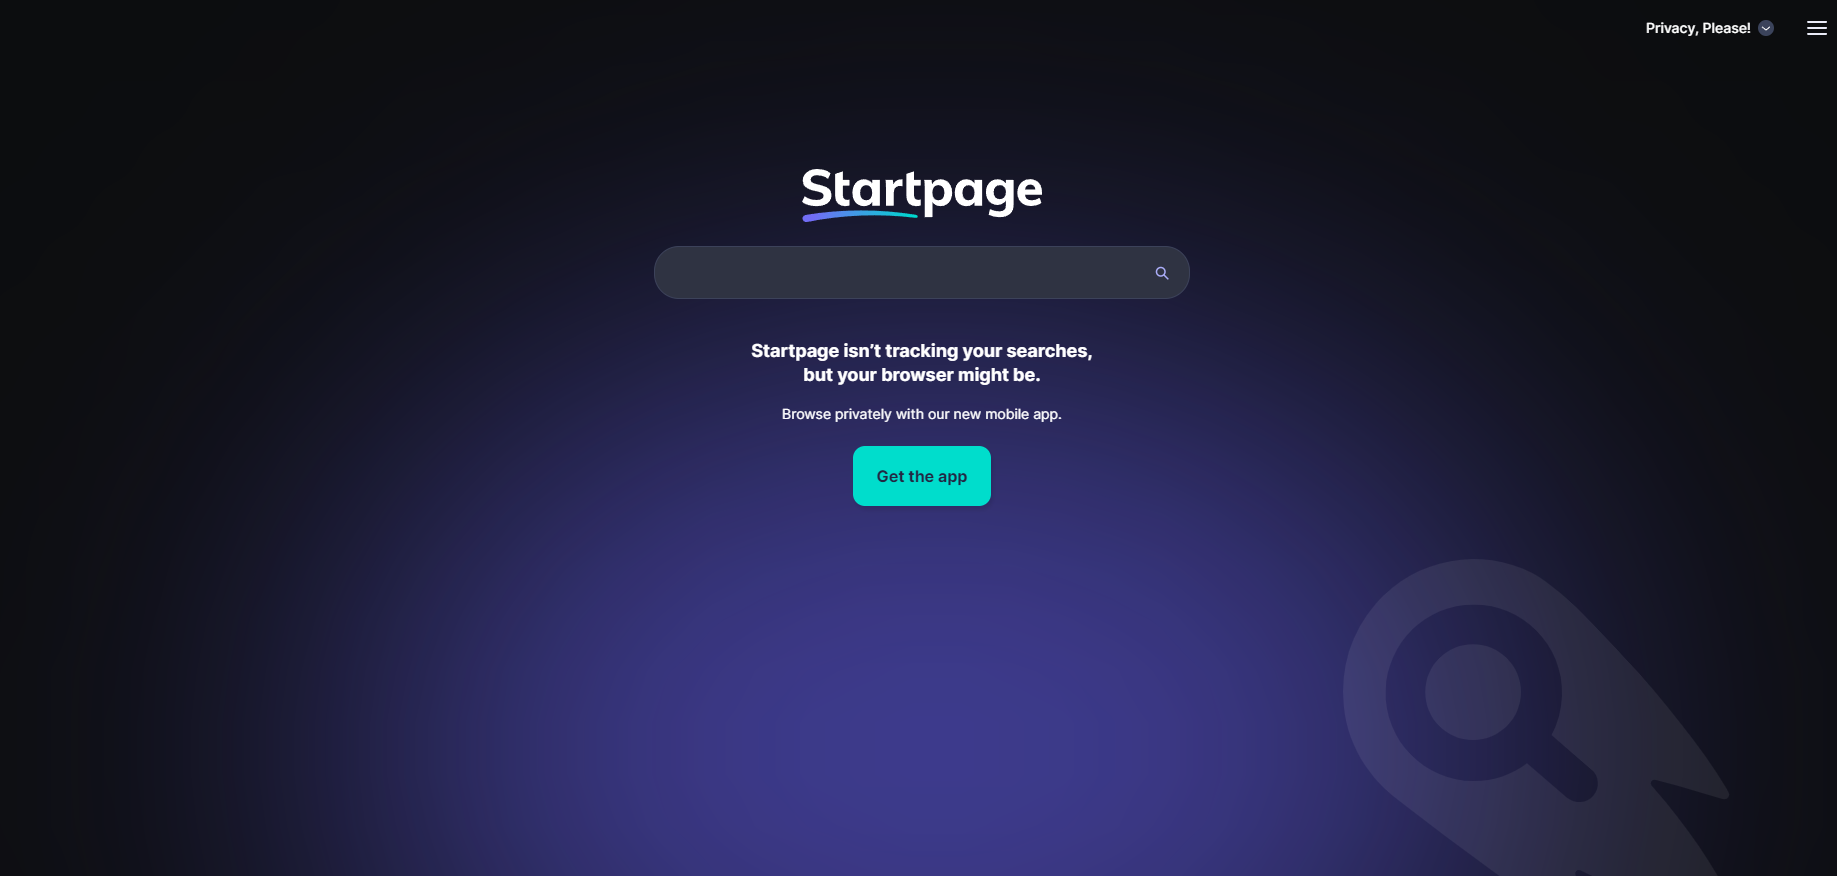 Privacy, Please!
Startpage
Startpage isn’t tracking your searches,
but your browser might be.
Browse privately with our new mobile app.
Get the app